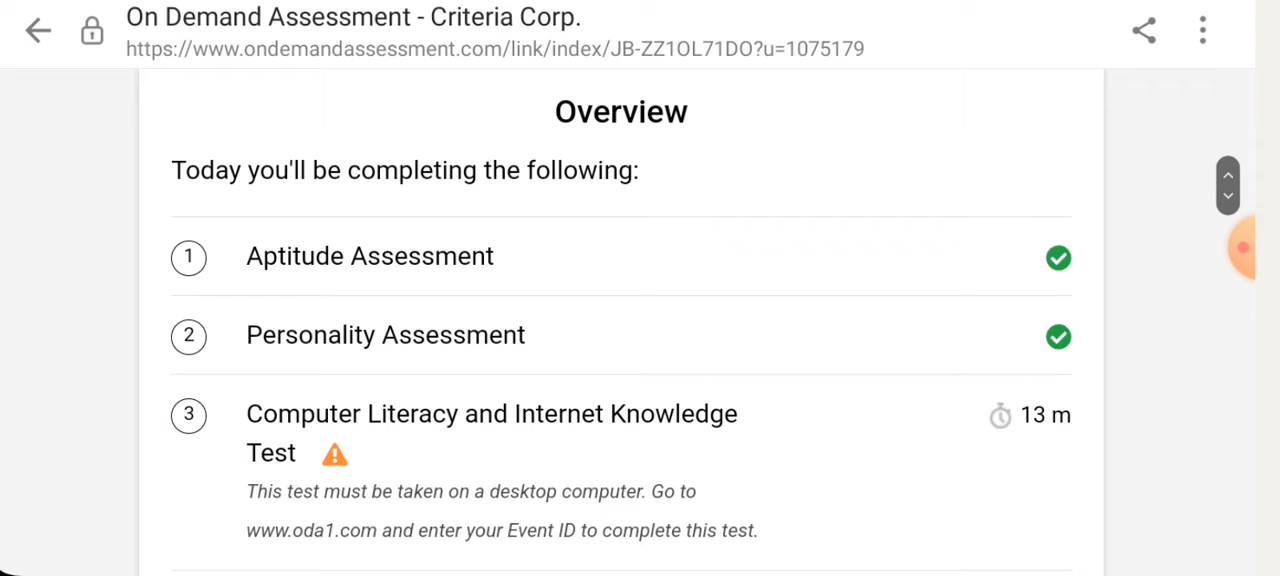 On Demand Assessment - Criteria Corp.
https://www.ondemandassessment.com/link/index/JB-ZZ1OL71DO?u=1075179
Overview
Today you'll be completing the following:
1 Aptitude Assessment
2 Personality Assessment
3 Computer Literacy and Internet Knowledge 13 m
Test
This test must be taken on a desktop computer. Go to
www.oda1.com and enter your Event ID to complete this test.